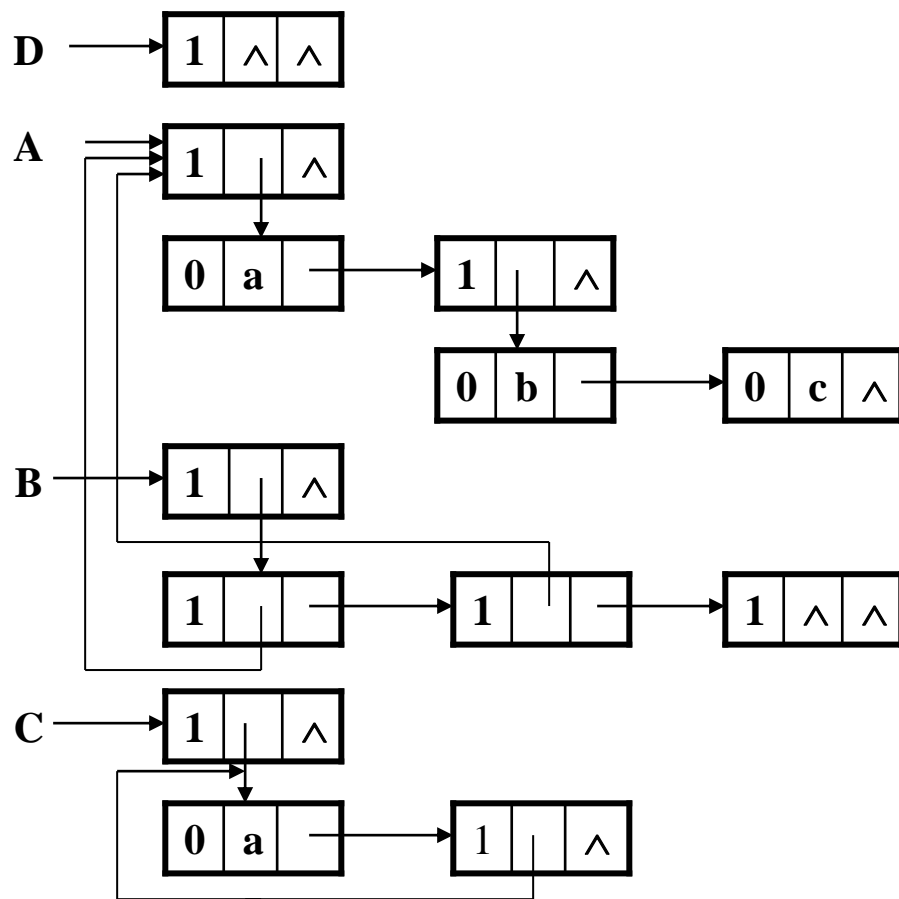 D 1 ∧ ∧
A 1 ∧
0 a 1 ∧
0 b 0 c ∧
B 1 ∧
1 1 1 ∧ ∧
C 1 ∧
0 a 1 ∧